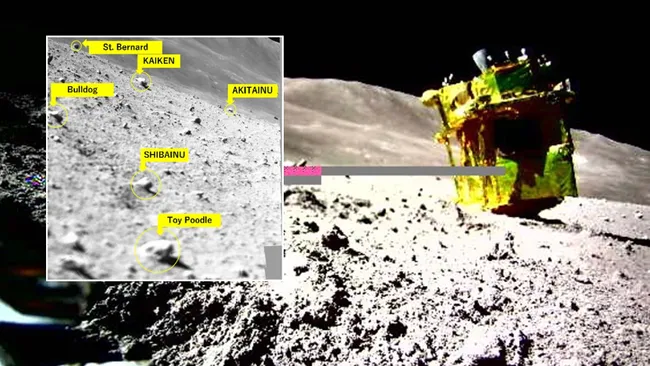 St. Bernard
KAIKEN
Bulldog
AKITAINU
SHIBAINU
Toy Poodle